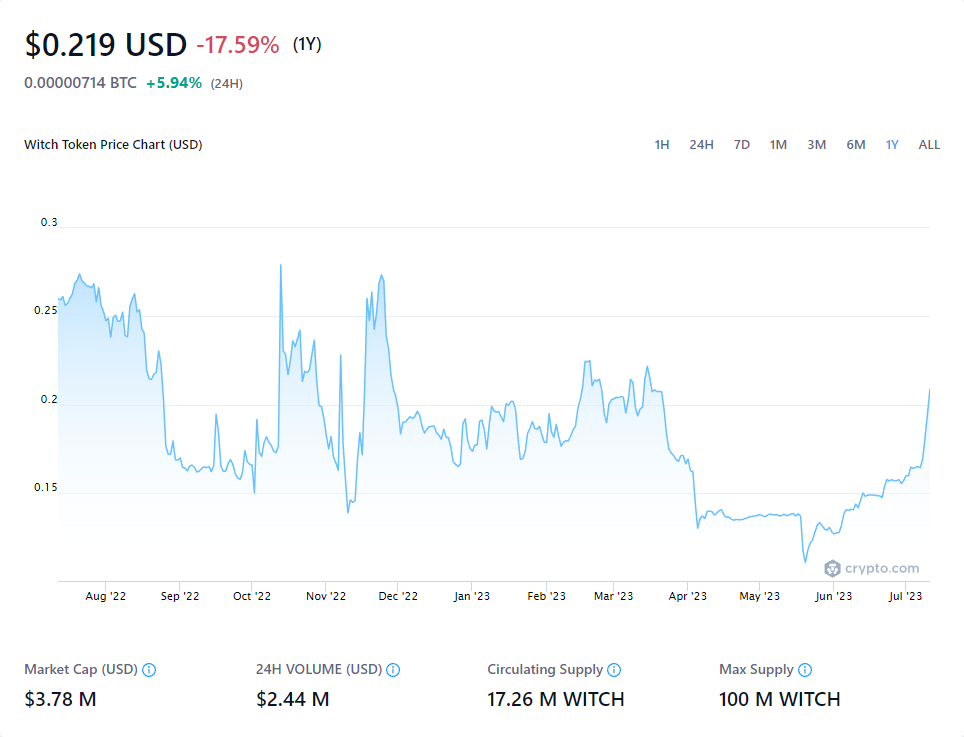 $0.219 USD -17.59% (1Y)
0.00000714 BTC +5.94% (24H)
Witch Token Price Chart (USD) 1H 24H 7D 1M 3M 6M 1Y ALL
0.3
0.25
0.2
0.15
crypto.com
Aug '22 Sep '22 Oct '22 Nov '22 Dec '22 Jan '23 Feb '23 Mar '23 Apr '23 May '23 Jun '23 Jul '23
Market Cap (USD) 24H VOLUME (USD) Circulating Supply Max Supply
$3.78 M $2.44 M 17.26 M WITCH 100 M WITCH